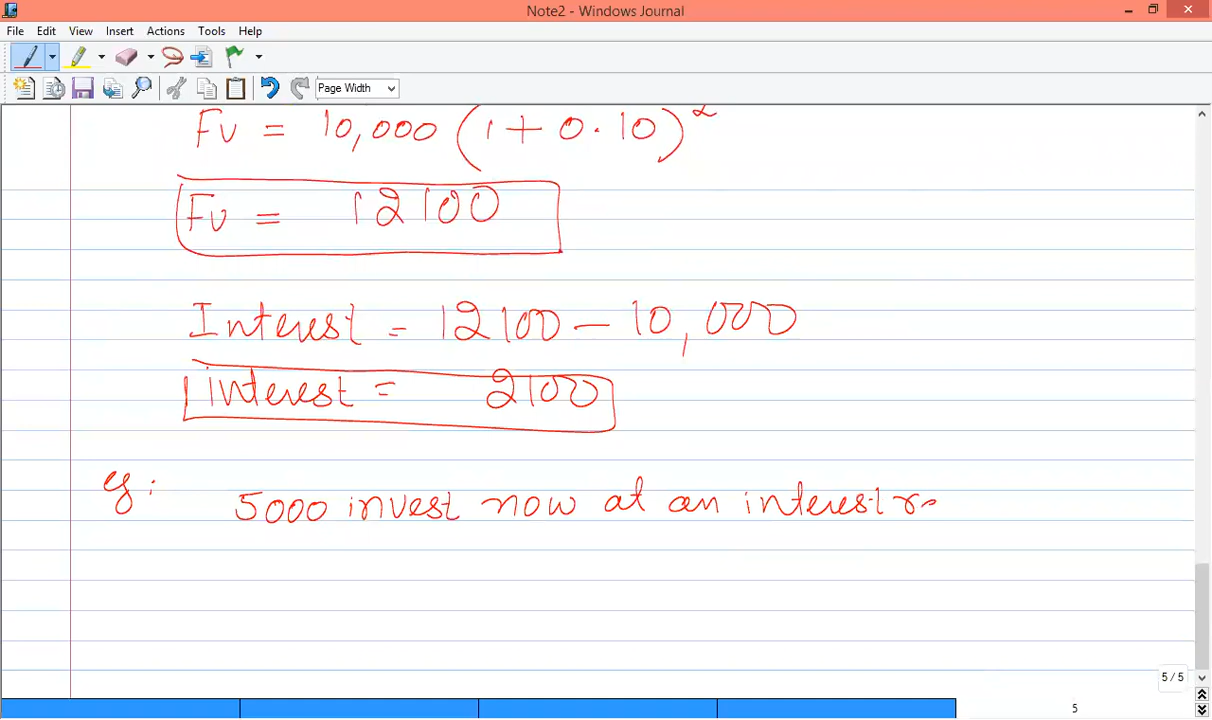 Note2 - Windows Journal
File Edit View Insert Actions Tools Help
Page Width
Fv = 10,000 (1 + 0.10)²
Fv = 12100
Interest = 12100 - 10,000
interest = 2100
eg: 5000 invest now at an interest r
5 / 5
5